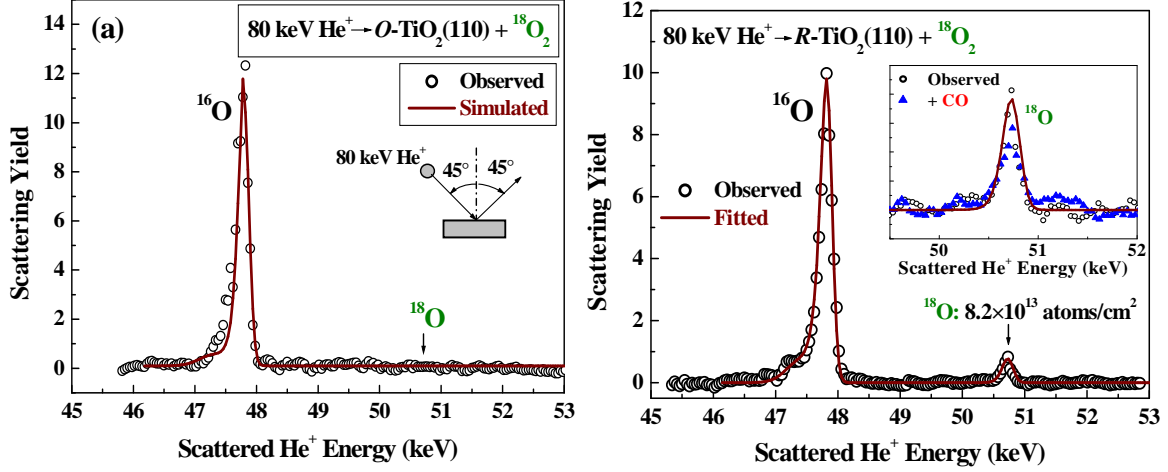 (a)
80 keV He⁺→O-TiO₂(110) + ¹⁸O₂
Observed
Simulated
¹⁶O
80 keV He⁺
45°
45°
¹⁸O
14
12
10
8
6
4
2
0
Scattering Yield
45
46
47
48
49
50
51
52
53
Scattered He⁺ Energy (keV)
80 keV He⁺→R-TiO₂(110) + ¹⁸O₂
¹⁶O
Observed
Fitted
Observed
+ CO
¹⁸O
50
51
52
Scattered He⁺ Energy (keV)
¹⁸O: 8.2×10¹³ atoms/cm²
12
10
8
6
4
2
0
Scattering Yield
45
46
47
48
49
50
51
52
53
Scattered He⁺ Energy (keV)